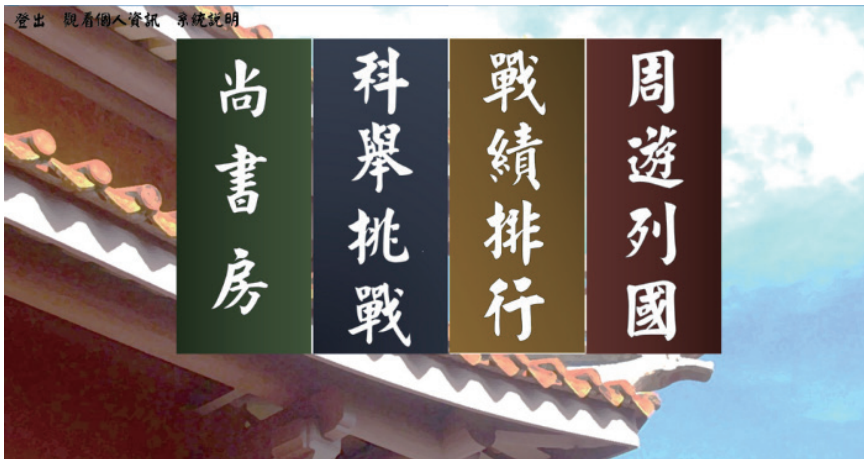 登出 觀看個人資訊 系統說明
尚書房
科舉挑戰
戰績排行
周遊列國